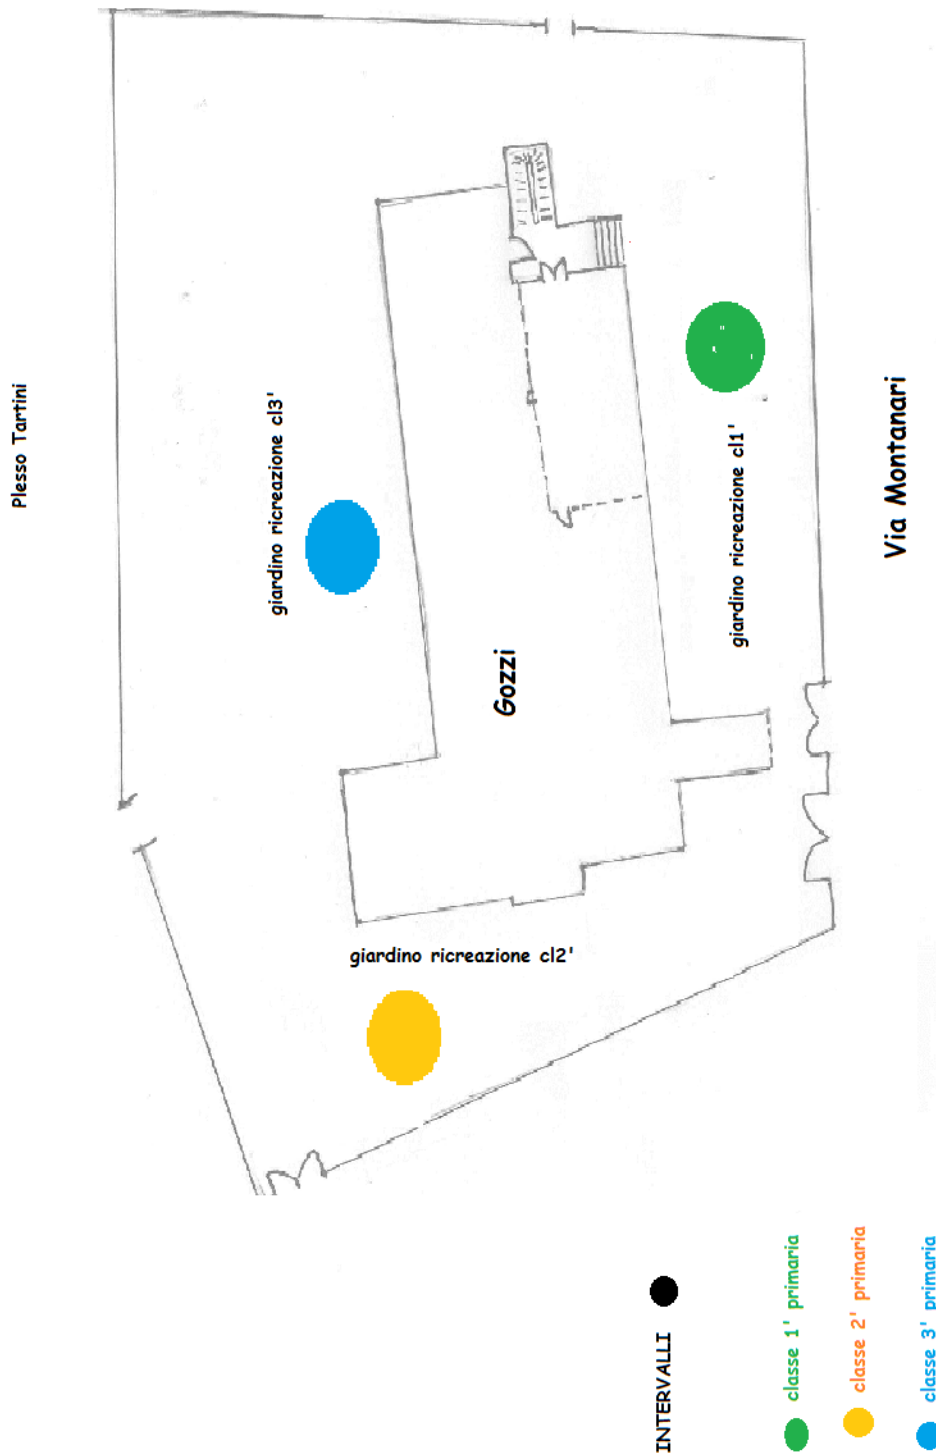 Plesso Tartini
giardino ricreazione cl3'
Gozzi
giardino ricreazione cl1'
Via Montanari
giardino ricreazione cl2'
INTERVALLI
classe 1' primaria
classe 2' primaria
classe 3' primaria